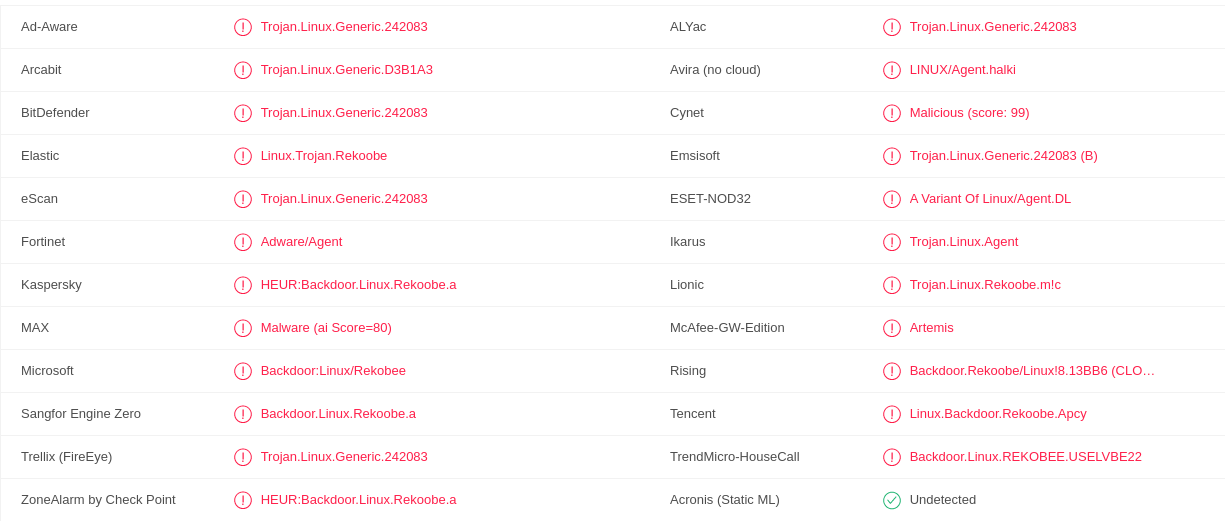 Ad-Aware Trojan.Linux.Generic.242083 ALYac Trojan.Linux.Generic.242083
Arcabit Trojan.Linux.Generic.D3B1A3 Avira (no cloud) LINUX/Agent.halki
BitDefender Trojan.Linux.Generic.242083 Cynet Malicious (score: 99)
Elastic Linux.Trojan.Rekoobe Emsisoft Trojan.Linux.Generic.242083 (B)
eScan Trojan.Linux.Generic.242083 ESET-NOD32 A Variant Of Linux/Agent.DL
Fortinet Adware/Agent Ikarus Trojan.Linux.Agent
Kaspersky HEUR:Backdoor.Linux.Rekoobe.a Lionic Trojan.Linux.Rekoobe.m!c
MAX Malware (ai Score=80) McAfee-GW-Edition Artemis
Microsoft Backdoor:Linux/Rekobee Rising Backdoor.Rekoobe/Linux!8.13BB6 (CLO…
Sangfor Engine Zero Backdoor.Linux.Rekoobe.a Tencent Linux.Backdoor.Rekoobe.Apcy
Trellix (FireEye) Trojan.Linux.Generic.242083 TrendMicro-HouseCall Backdoor.Linux.REKOBEE.USELVBE22
ZoneAlarm by Check Point HEUR:Backdoor.Linux.Rekoobe.a Acronis (Static ML) Undetected